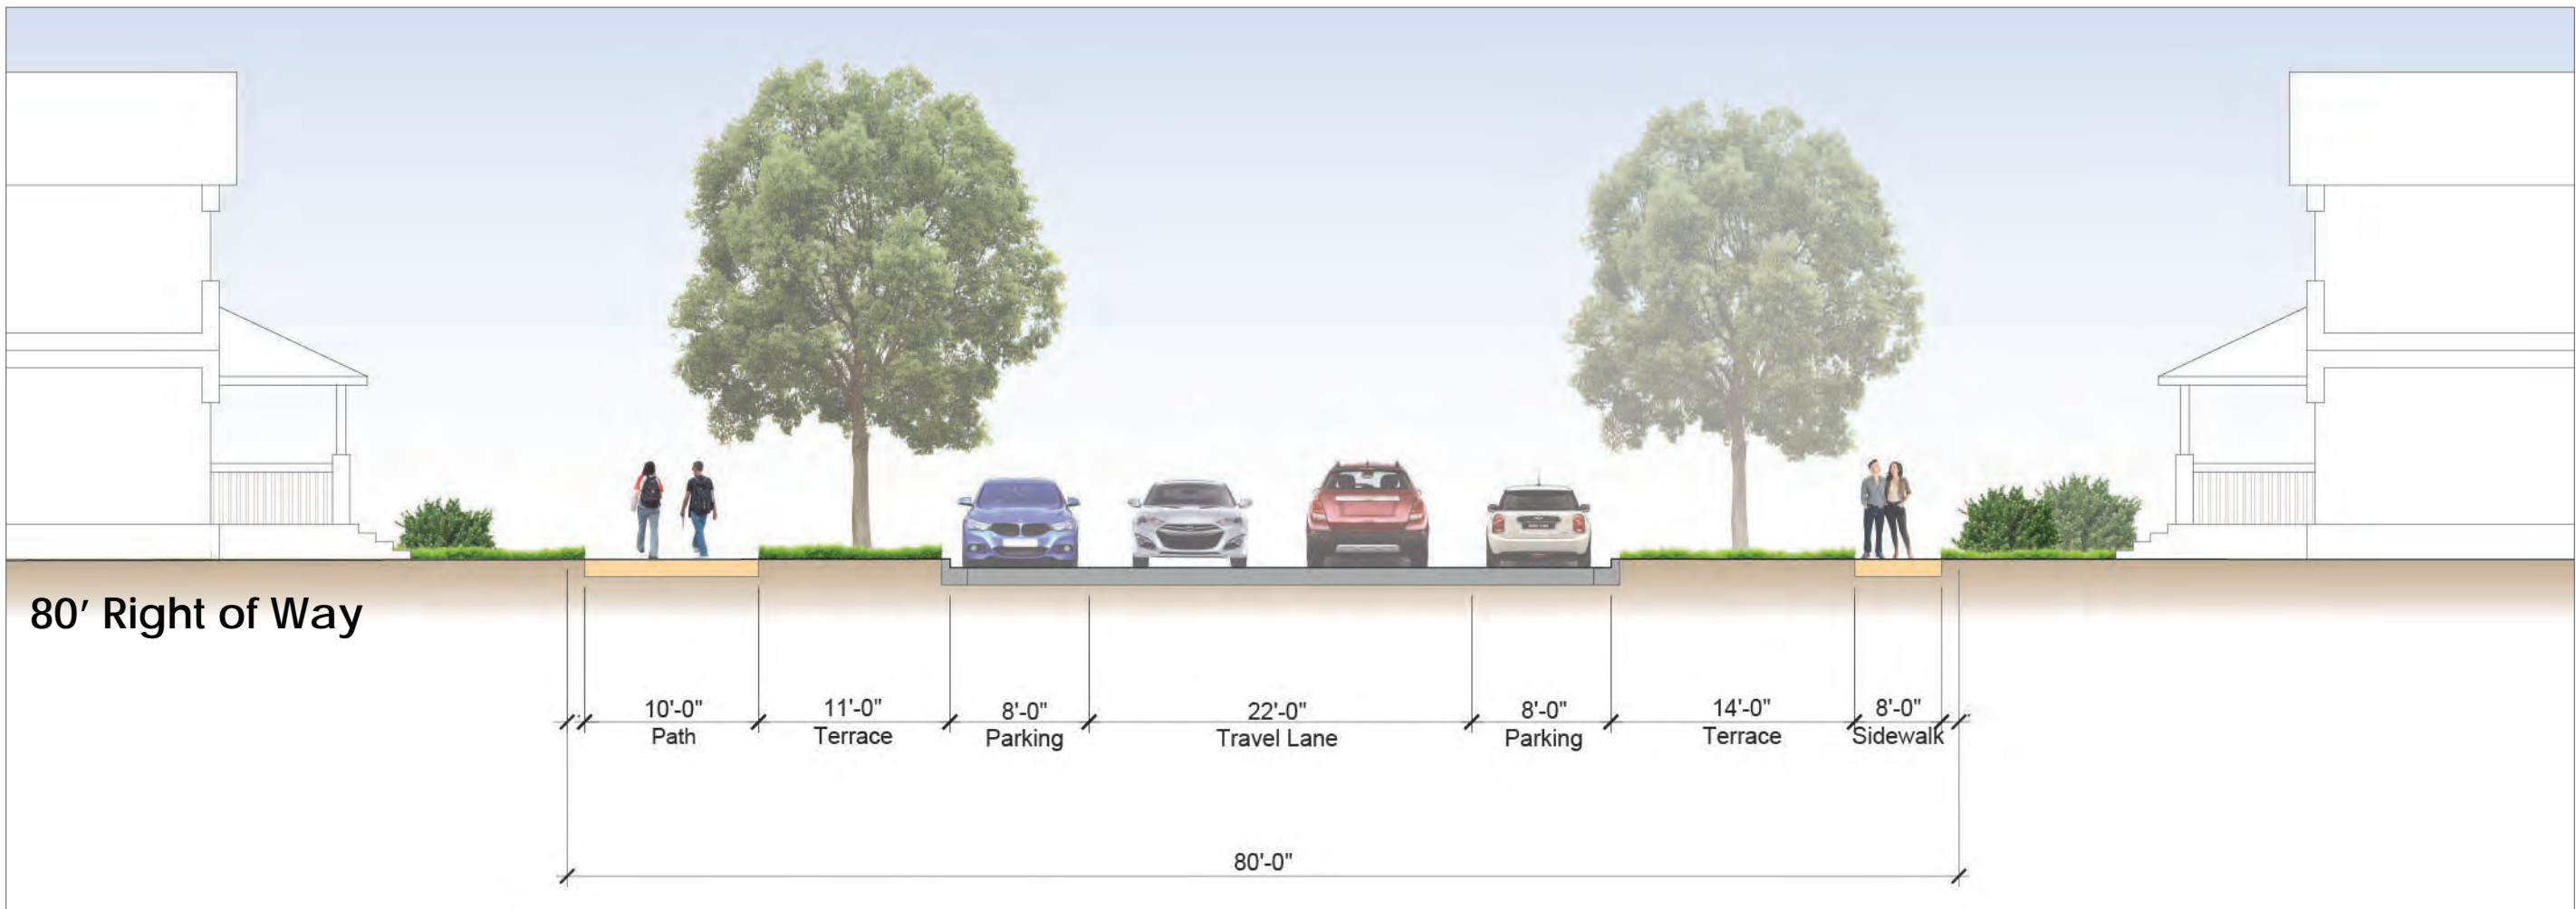 80' Right of Way
10'-0"
Path
11'-0"
Terrace
8'-0"
Parking
22'-0"
Travel Lane
8'-0"
Parking
14'-0"
Terrace
8'-0"
Sidewalk
80'-0"